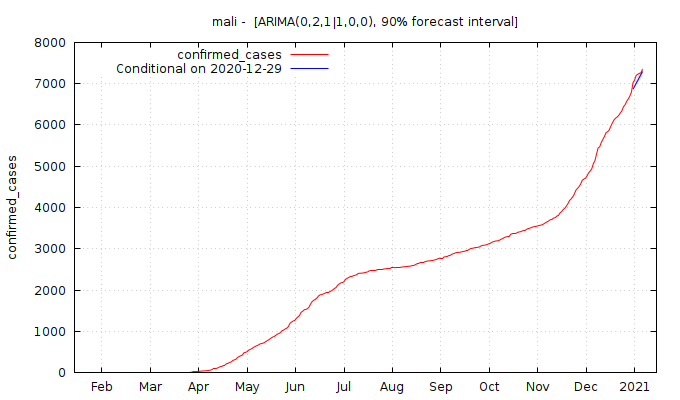 mali -  [ARIMA(0,2,1|1,0,0), 90% forecast interval]
confirmed_cases
Conditional on 2020-12-29
8000
7000
6000
5000
4000
3000
2000
1000
0
confirmed_cases
Feb Mar Apr May Jun Jul Aug Sep Oct Nov Dec 2021